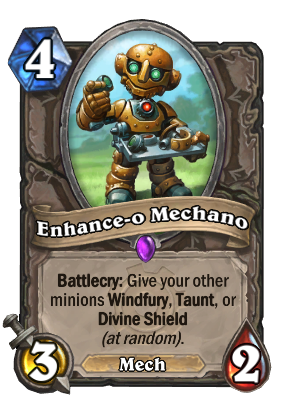 4
Enhance-o Mechano
Battlecry: Give your other
minions Windfury, Taunt, or
Divine Shield
(at random).
3
Mech
2